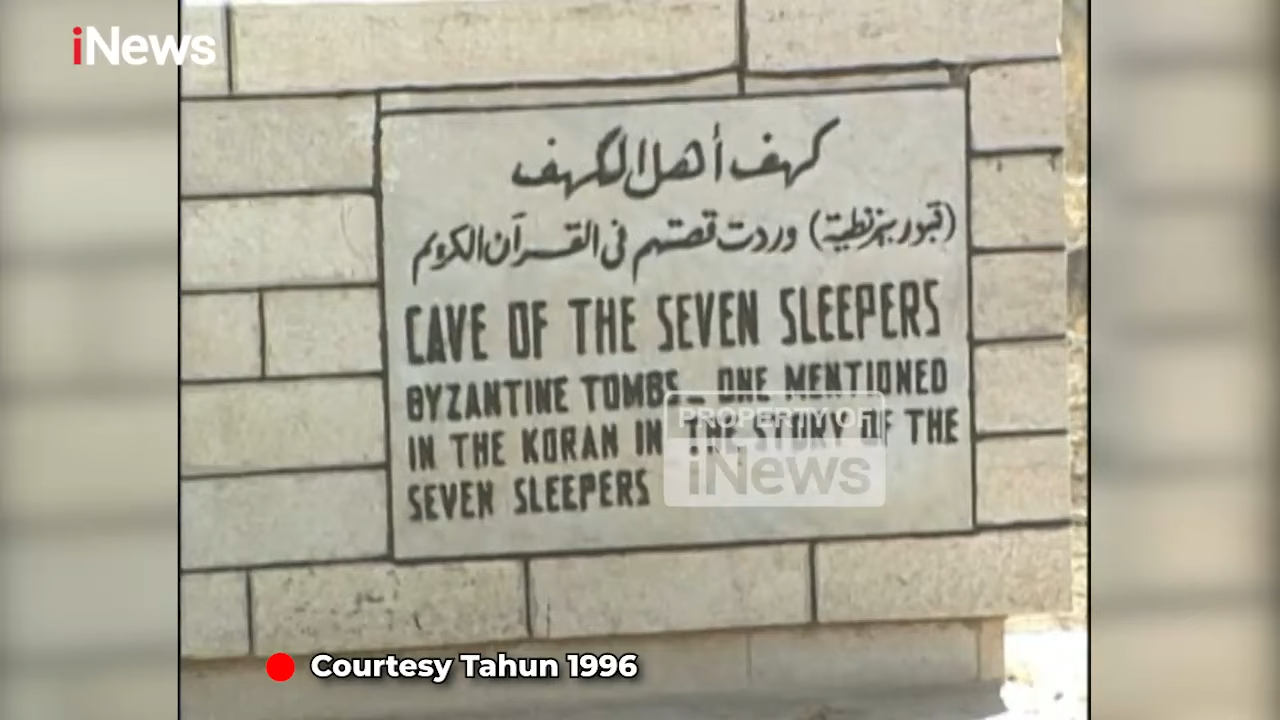 iNews
كهف أهل الكهف
(قبور بيزنطية) وردت قصتهم في القرآن الكريم
CAVE OF THE SEVEN SLEEPERS
BYZANTINE TOMBS_ ONE MENTIONED
IN THE KORAN IN THE STORY OF THE
SEVEN SLEEPERS
PROPERTY OF
iNews
Courtesy Tahun 1996